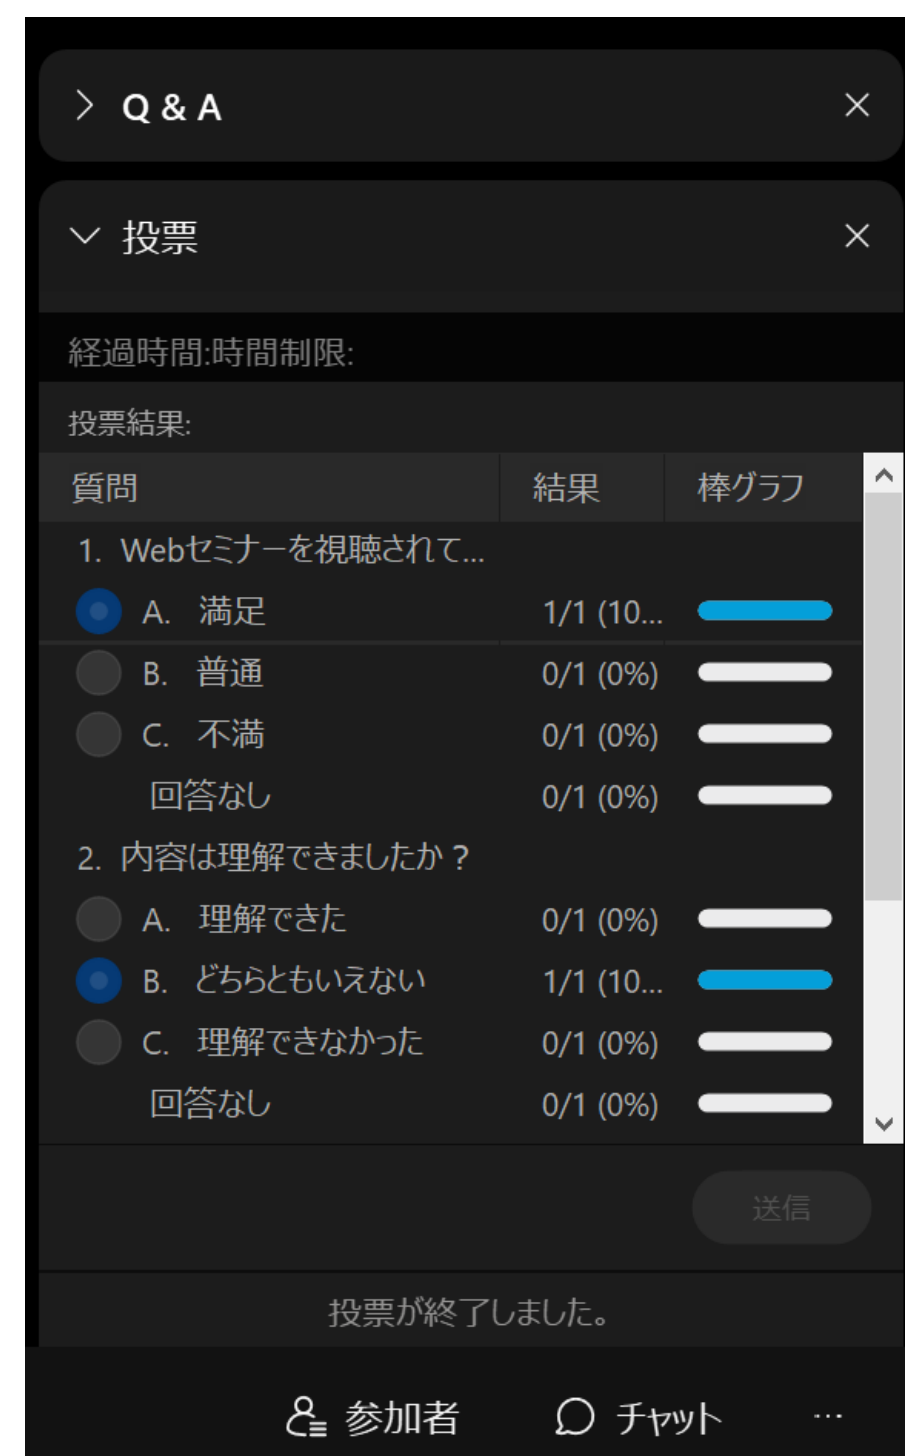 Q & A
投票
経過時間:時間制限:
投票結果:
質問 結果 棒グラフ
1. Webセミナーを視聴されて...
A. 満足 1/1 (10...
B. 普通 0/1 (0%)
C. 不満 0/1 (0%)
回答なし 0/1 (0%)
2. 内容は理解できましたか？
A. 理解できた 0/1 (0%)
B. どちらともいえない 1/1 (10...
C. 理解できなかった 0/1 (0%)
回答なし 0/1 (0%)
送信
投票が終了しました。
参加者 チャット ...